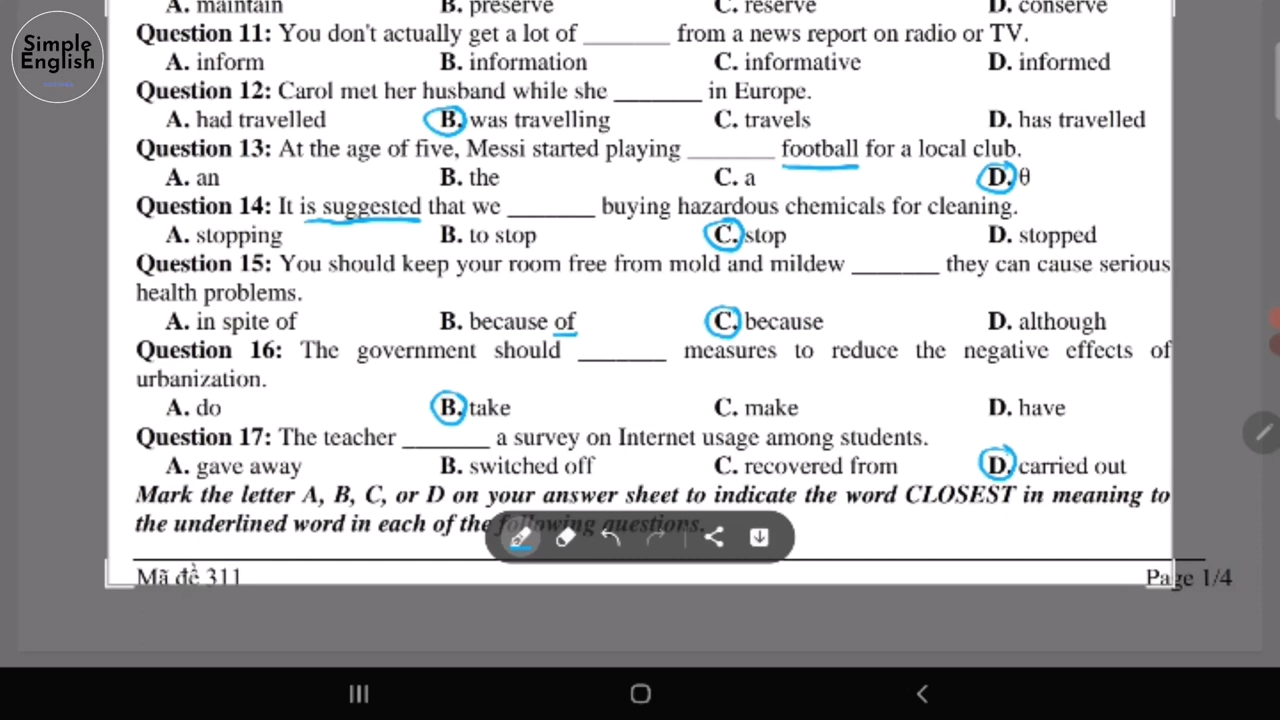 Simple
English
A. maintain B. preserve C. reserve D. conserve
Question 11: You don't actually get a lot of ________ from a news report on radio or TV.
A. inform B. information C. informative D. informed
Question 12: Carol met her husband while she ________ in Europe.
A. had travelled B. was travelling C. travels D. has travelled
Question 13: At the age of five, Messi started playing ________ football for a local club.
A. an B. the C. a D. θ
Question 14: It is suggested that we ________ buying hazardous chemicals for cleaning.
A. stopping B. to stop C. stop D. stopped
Question 15: You should keep your room free from mold and mildew ________ they can cause serious
health problems.
A. in spite of B. because of C. because D. although
Question 16: The government should ________ measures to reduce the negative effects of
urbanization.
A. do B. take C. make D. have
Question 17: The teacher ________ a survey on Internet usage among students.
A. gave away B. switched off C. recovered from D. carried out
Mark the letter A, B, C, or D on your answer sheet to indicate the word CLOSEST in meaning to
the underlined word in each of the following questions.
Mã đề 311 Page 1/4